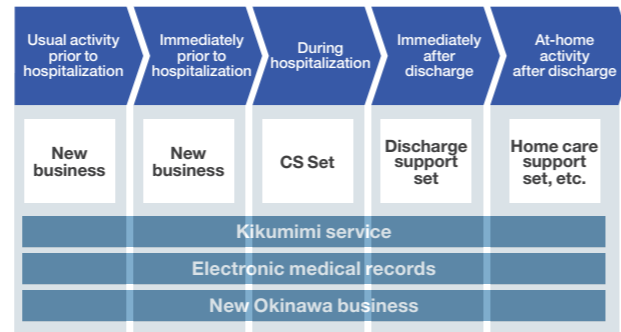 Usual activity
prior to
hospitalization
Immediately
prior to
hospitalization
During
hospitalization
Immediately
after
discharge
At-home
activity
after discharge
New
business
New
business
CS Set
Discharge
support
set
Home care
support
set, etc.
Kikumimi service
Electronic medical records
New Okinawa business